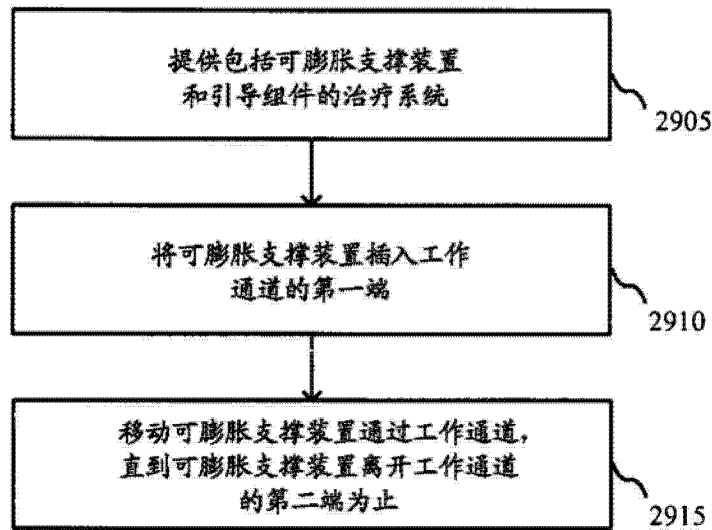 提供包括可膨胀支撑装置
和引导组件的治疗系统
2905
将可膨胀支撑装置插入工作
通道的第一端
2910
移动可膨胀支撑装置通过工作通道，
直到可膨胀支撑装置离开工作通道
的第二端为止
2915